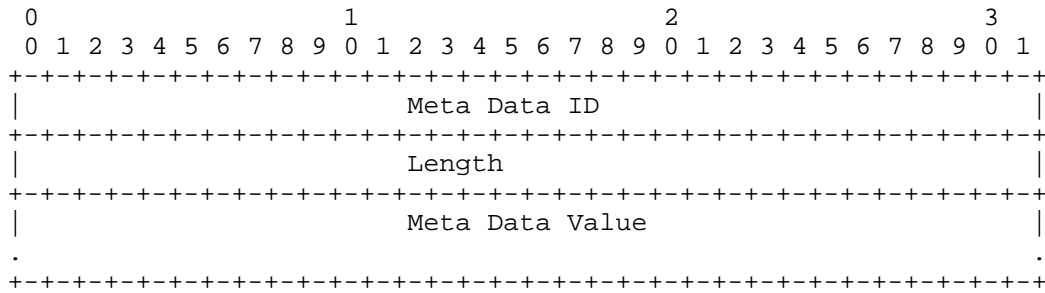 0                   1                   2                   3
 0 1 2 3 4 5 6 7 8 9 0 1 2 3 4 5 6 7 8 9 0 1 2 3 4 5 6 7 8 9 0 1
+-+-+-+-+-+-+-+-+-+-+-+-+-+-+-+-+-+-+-+-+-+-+-+-+-+-+-+-+-+-+-+-+
|                        Meta Data ID                           |
+-+-+-+-+-+-+-+-+-+-+-+-+-+-+-+-+-+-+-+-+-+-+-+-+-+-+-+-+-+-+-+-+
|                        Length                                 |
+-+-+-+-+-+-+-+-+-+-+-+-+-+-+-+-+-+-+-+-+-+-+-+-+-+-+-+-+-+-+-+-+
|                        Meta Data Value                        |
.                                                               .
+-+-+-+-+-+-+-+-+-+-+-+-+-+-+-+-+-+-+-+-+-+-+-+-+-+-+-+-+-+-+-+-+